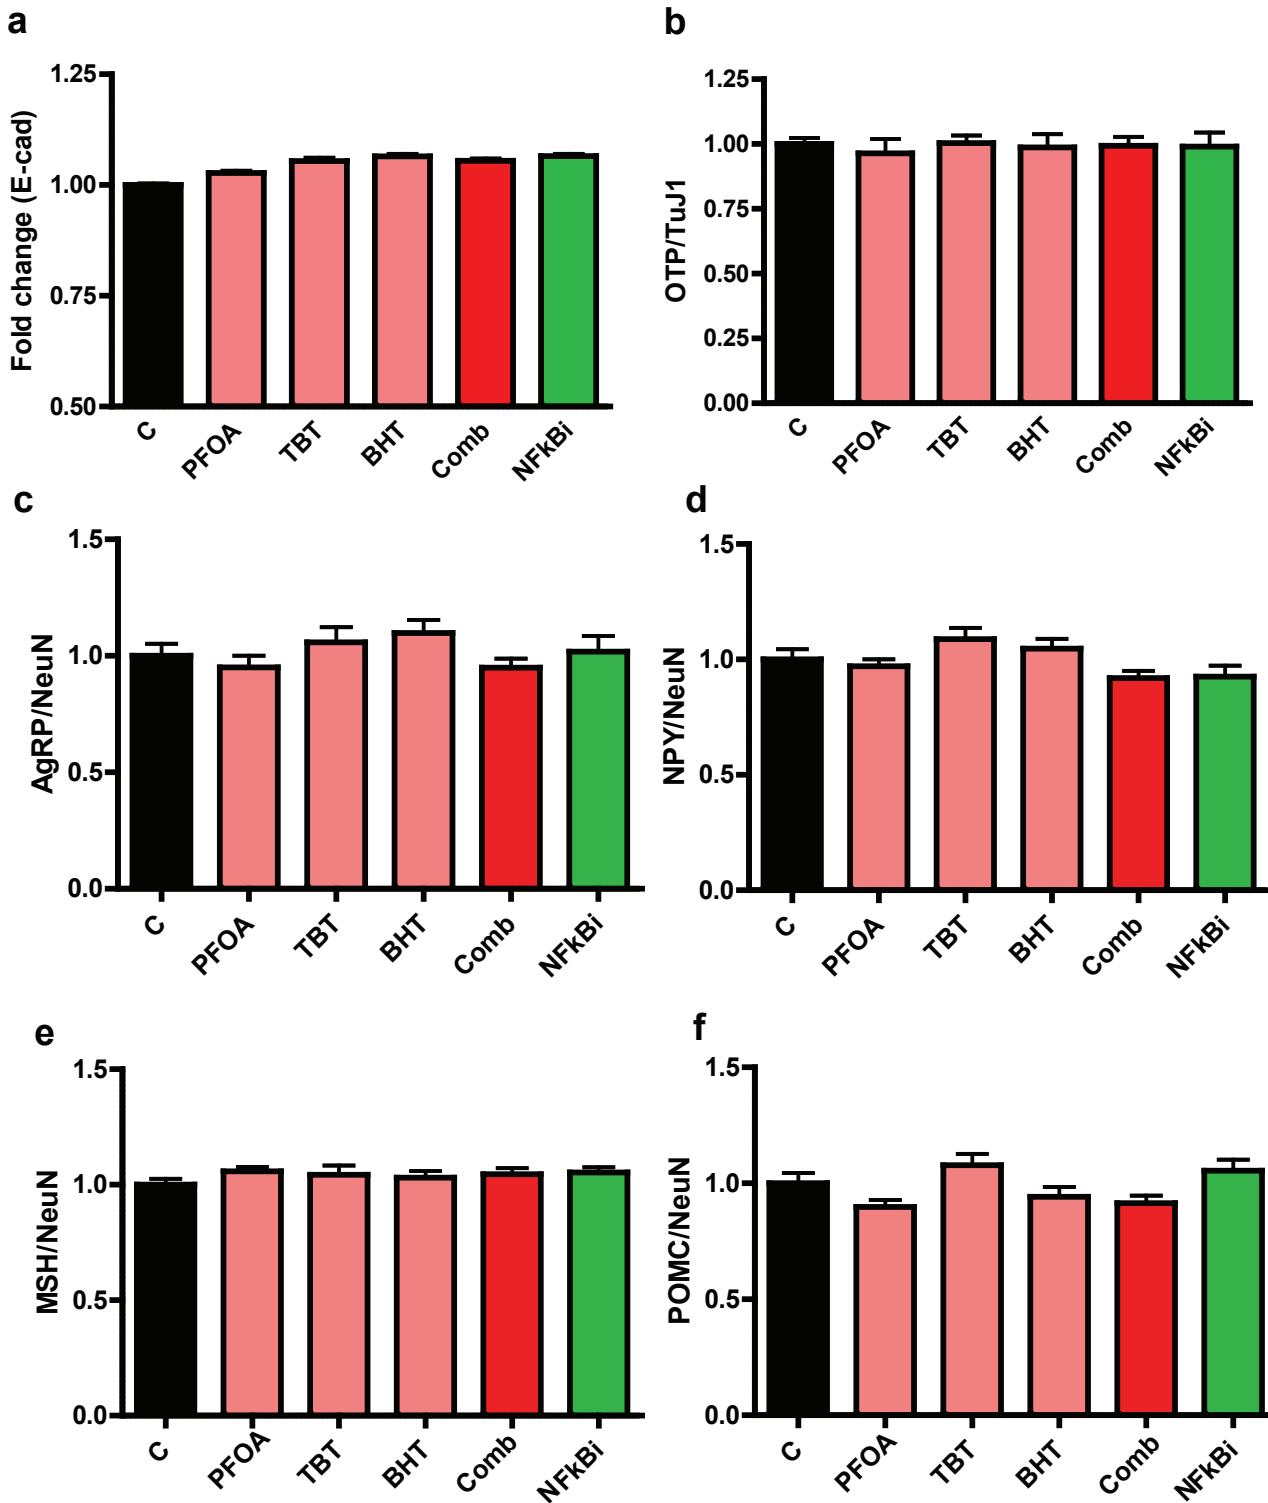 a
Fold change (E-cad)
1.25
1.00
0.75
0.50
C
PFOA
TBT
BHT
Comb
NFkBi
b
OTP/TuJ1
1.25
1.00
0.75
0.50
0.25
0.00
C
PFOA
TBT
BHT
Comb
NFkBi
c
AgRP/NeuN
1.5
1.0
0.5
0.0
C
PFOA
TBT
BHT
Comb
NFkBi
d
NPY/NeuN
1.5
1.0
0.5
0.0
C
PFOA
TBT
BHT
Comb
NFkBi
e
MSH/NeuN
1.5
1.0
0.5
0.0
C
PFOA
TBT
BHT
Comb
NFkBi
f
POMC/NeuN
1.5
1.0
0.5
0.0
C
PFOA
TBT
BHT
Comb
NFkBi